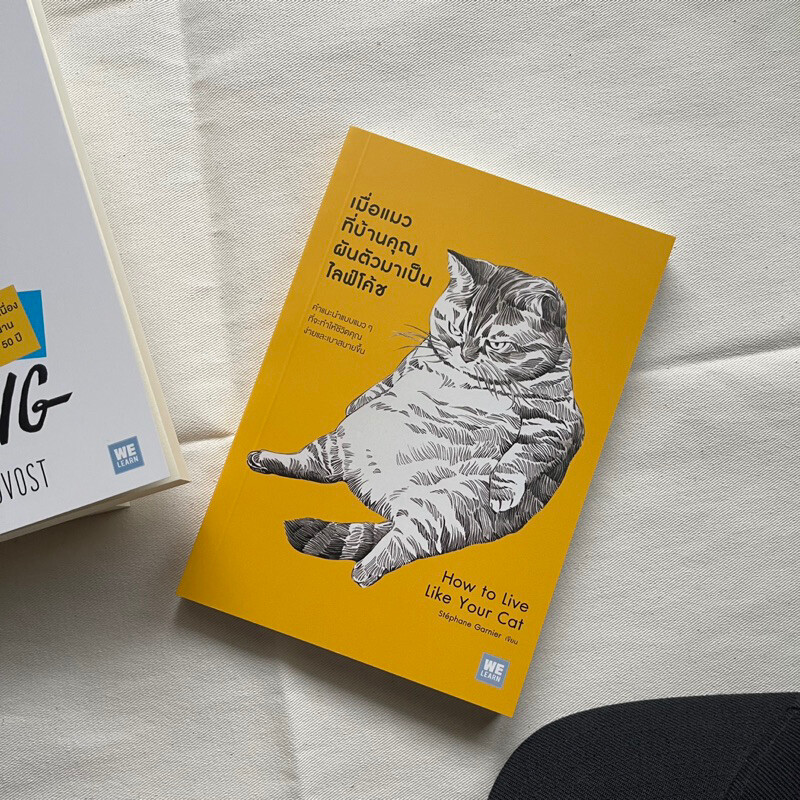 เมื่อแมว
ที่บ้านคุณ
ผันตัวมาเป็น
ไลฟ์โค้ช
คำแนะนำแบบแมว ๆ
ที่จะทำให้ชีวิตคุณ
ง่ายและเบาสบายขึ้น
How to Live
Like Your Cat
Stéphane Garnier เขียน
WE
LEARN
50 ปี
WE
LEARN